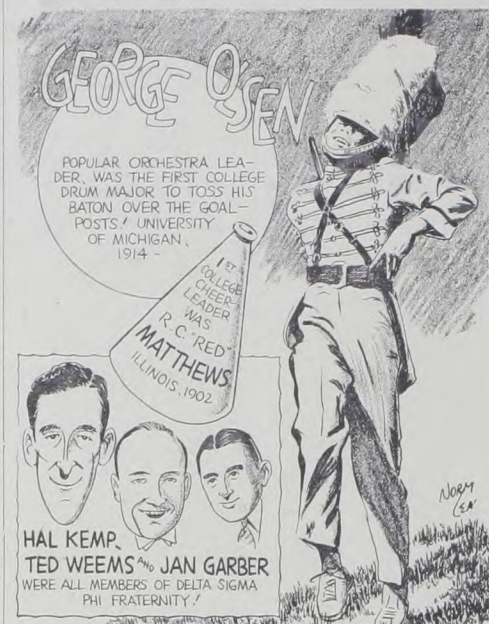 GEORGE OLSEN
POPULAR ORCHESTRA LEA-
DER, WAS THE FIRST COLLEGE
DRUM MAJOR TO TOSS HIS
BATON OVER THE GOAL-
POSTS! UNIVERSITY
OF MICHIGAN,
1914 -
1ST
COLLEGE
CHEER-
LEADER
WAS
R.C. "RED"
MATTHEWS
ILLINOIS, 1902
HAL KEMP,
TED WEEMS AND JAN GARBER
WERE ALL MEMBERS OF DELTA SIGMA
PHI FRATERNITY!
NORM